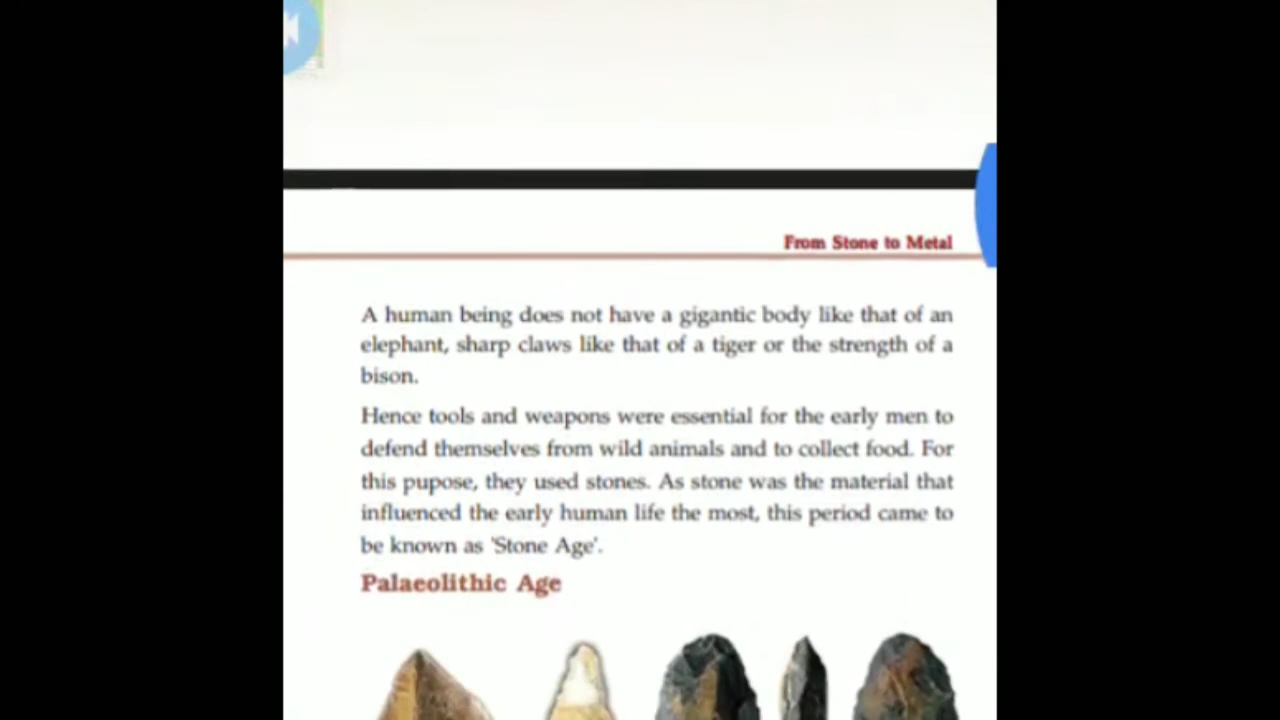 From Stone to Metal
A human being does not have a gigantic body like that of an
elephant, sharp claws like that of a tiger or the strength of a
bison.
Hence tools and weapons were essential for the early men to
defend themselves from wild animals and to collect food. For
this pupose, they used stones. As stone was the material that
influenced the early human life the most, this period came to
be known as 'Stone Age'.
Palaeolithic Age